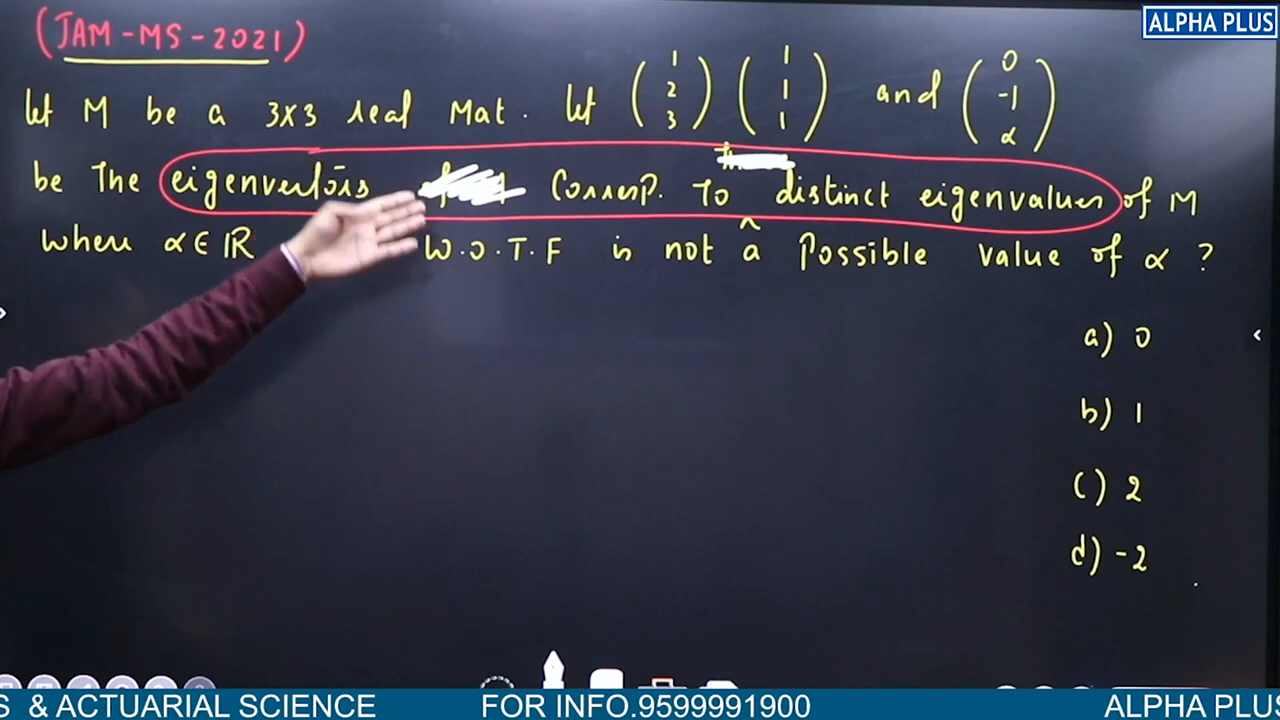 ALPHA PLUS
(JAM-MS-2021)
let M be a 3x3 real Mat. let (1 2 3) (1 1 1) and (0 -1 α)
be the eigenvectors corresp. To distinct eigenvalues of M
where α ∈ ℝ W.O.T.F is not a possible value of α ?
a) 0
b) 1
c) 2
d) -2
S & ACTUARIAL SCIENCE FOR INFO.9599991900 ALPHA PLUS